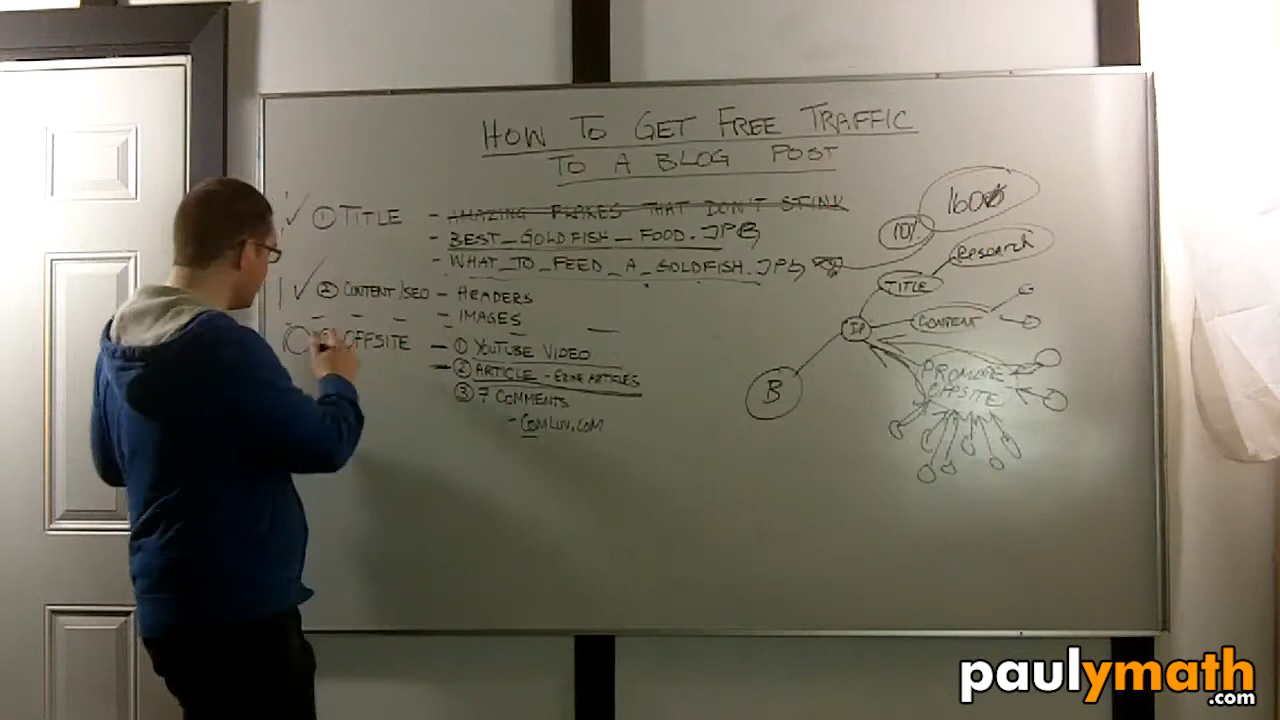 HOW TO GET FREE TRAFFIC
TO A BLOG POST
✓ ① TITLE - AMAZING FLAKES THAT DON'T STINK
- BEST_GOLDFISH_FOOD.JPG
- WHAT_TO_FEED_A_GOLDFISH.JPG
✓ ② CONTENT/SEO - HEADERS
- IMAGES
OFFSITE - ① YOUTUBE VIDEO
- ② ARTICLE - EZINE ARTICLES
③ 7 COMMENTS
- COMLUV.COM
RESEARCH
TITLE
CONTENT
PROMOTE
OFFSITE
B
paulymath
.com